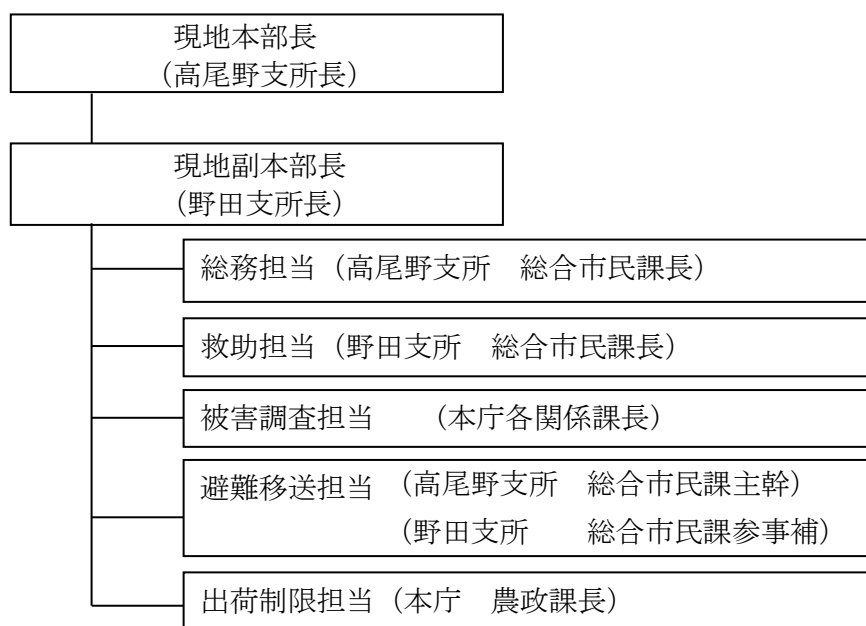 現地本部長
（高尾野支所長）
現地副本部長
（野田支所長）
総務担当（高尾野支所　総合市民課長）
救助担当（野田支所　総合市民課長）
被害調査担当　　（本庁各関係課長）
避難移送担当　（高尾野支所　総合市民課主幹）
（野田支所　　総合市民課参事補）
出荷制限担当（本庁　農政課長）